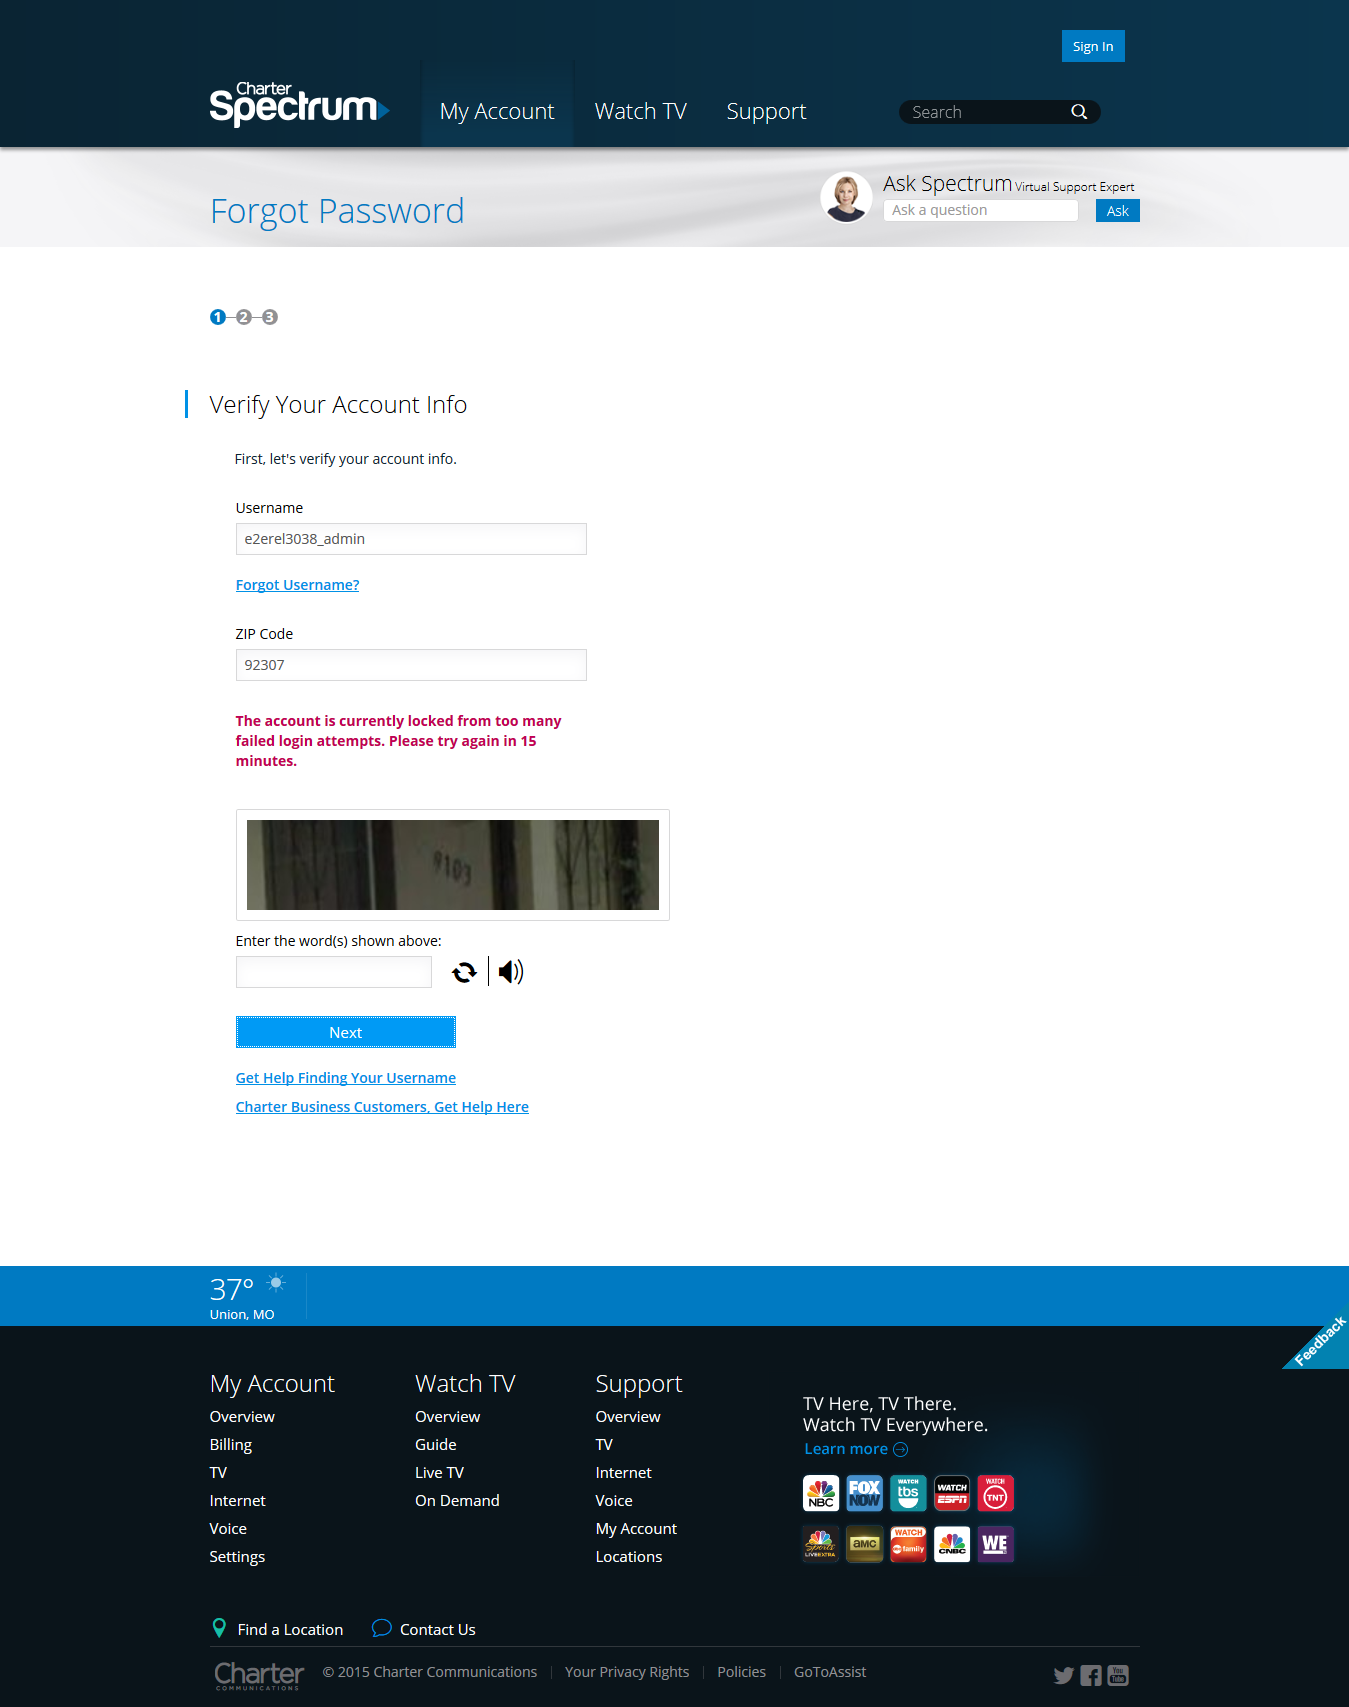 Sign In
Charter
Spectrum
My Account
Watch TV
Support
Search
Forgot Password
Ask Spectrum Virtual Support Expert
Ask a question
Ask
1 2 3
Verify Your Account Info
First, let's verify your account info.
Username
e2erel3038_admin
Forgot Username?
ZIP Code
92307
The account is currently locked from too many
failed login attempts. Please try again in 15
minutes.
9103
Enter the word(s) shown above:
Next
Get Help Finding Your Username
Charter Business Customers, Get Help Here
37°
Union, MO
Feedback
My Account
Overview
Billing
TV
Internet
Voice
Settings
Watch TV
Overview
Guide
Live TV
On Demand
Support
Overview
TV
Internet
Voice
My Account
Locations
TV Here, TV There.
Watch TV Everywhere.
Learn more
NBC
FOX NOW
WATCH tbs
WATCH ESPN
WATCH TNT
Sports LIVE EXTRA
amc
WATCH abc family
CNBC
WE tv
Find a Location
Contact Us
Charter
COMMUNICATIONS
© 2015 Charter Communications
Your Privacy Rights
Policies
GoToAssist
You Tube